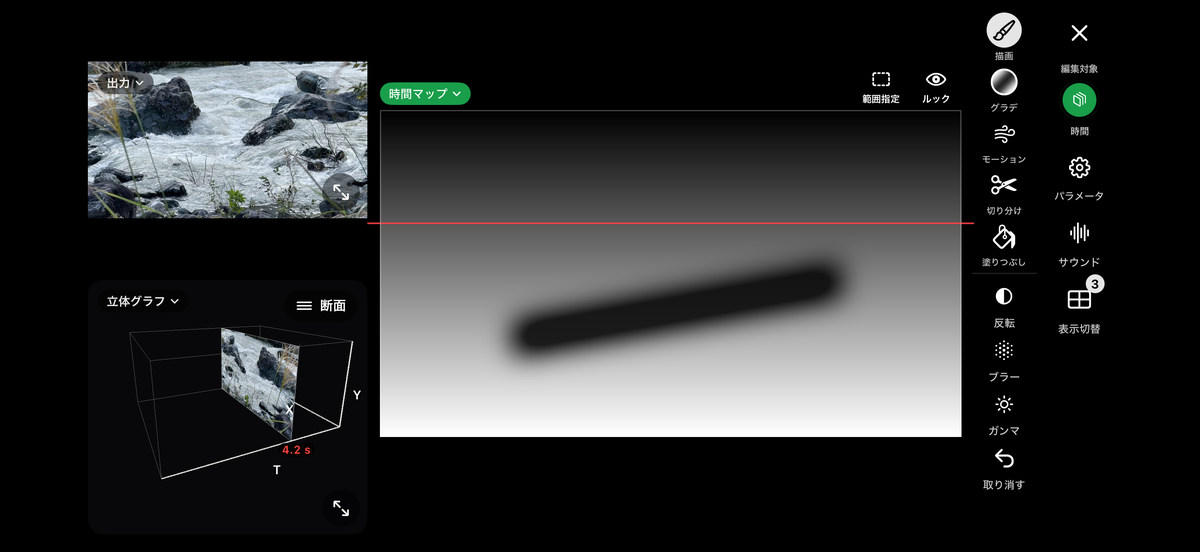 出力
時間マップ
範囲指定
ルック
立体グラフ
断面
Y
X
4.2 s
T
描画
グラデ
モーション
切り分け
塗りつぶし
反転
ブラー
ガンマ
取り消す
編集対象
時間
パラメータ
サウンド
3
表示切替